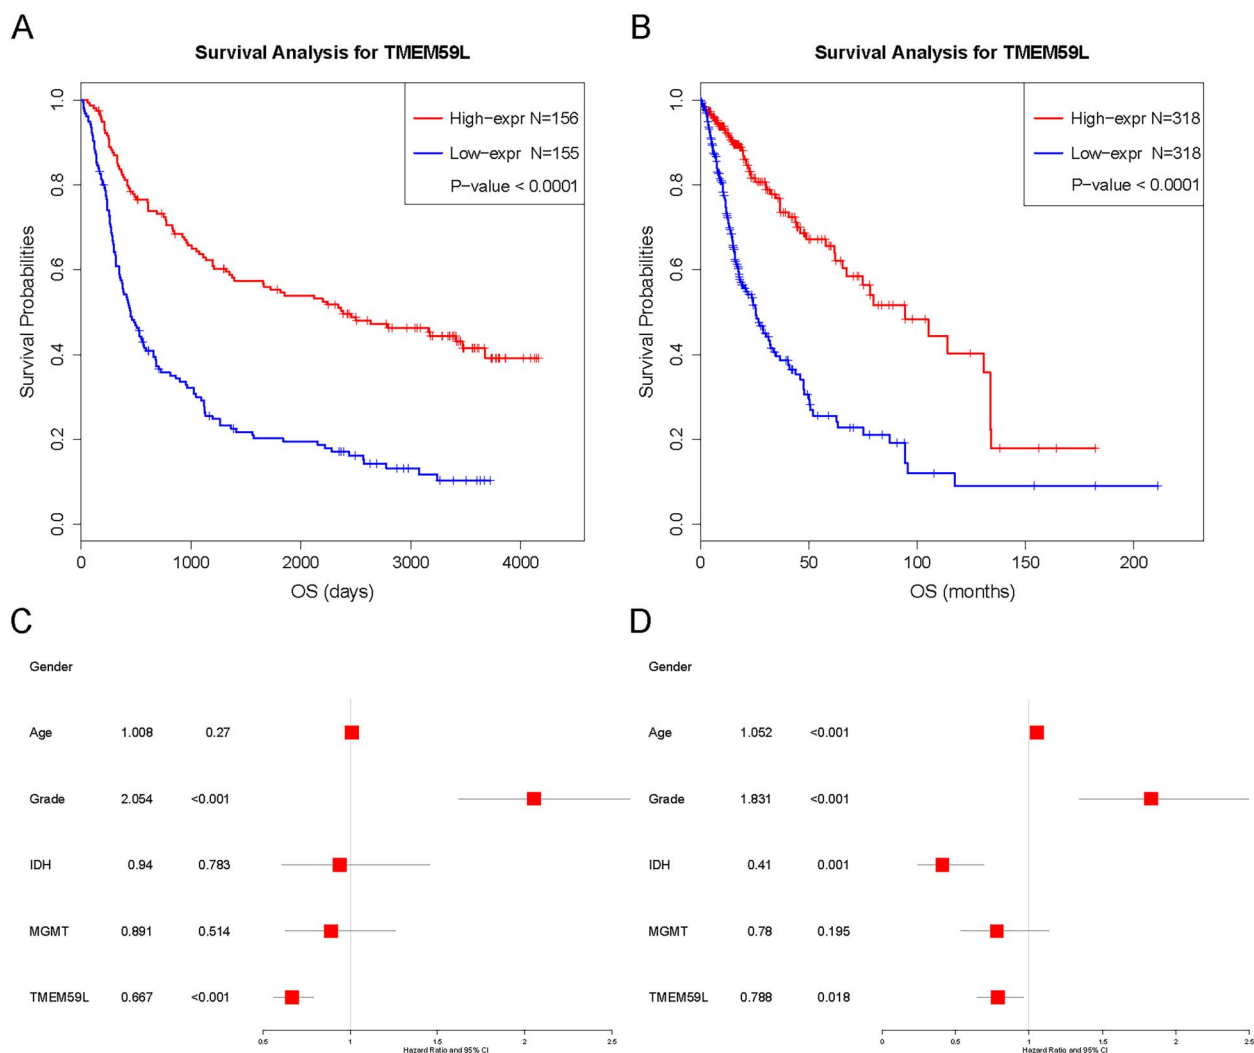 A
Survival Analysis for TMEM59L
High-expr N=156
Low-expr N=155
P-value < 0.0001
Survival Probabilities
1.0
0.8
0.6
0.4
0.2
0.0
0 1000 2000 3000 4000
OS (days)
B
Survival Analysis for TMEM59L
High-expr N=318
Low-expr N=318
P-value < 0.0001
Survival Probabilities
1.0
0.8
0.6
0.4
0.2
0.0
0 50 100 150 200
OS (months)
C
Gender
Age 1.008 0.27
Grade 2.054 <0.001
IDH 0.94 0.783
MGMT 0.891 0.514
TMEM59L 0.667 <0.001
0.5 1 1.5 2 2.5
Hazard Ratio and 95% CI
D
Gender
Age 1.052 <0.001
Grade 1.831 <0.001
IDH 0.41 0.001
MGMT 0.78 0.195
TMEM59L 0.788 0.018
0 0.5 1 1.5 2 2.5
Hazard Ratio and 95% CI